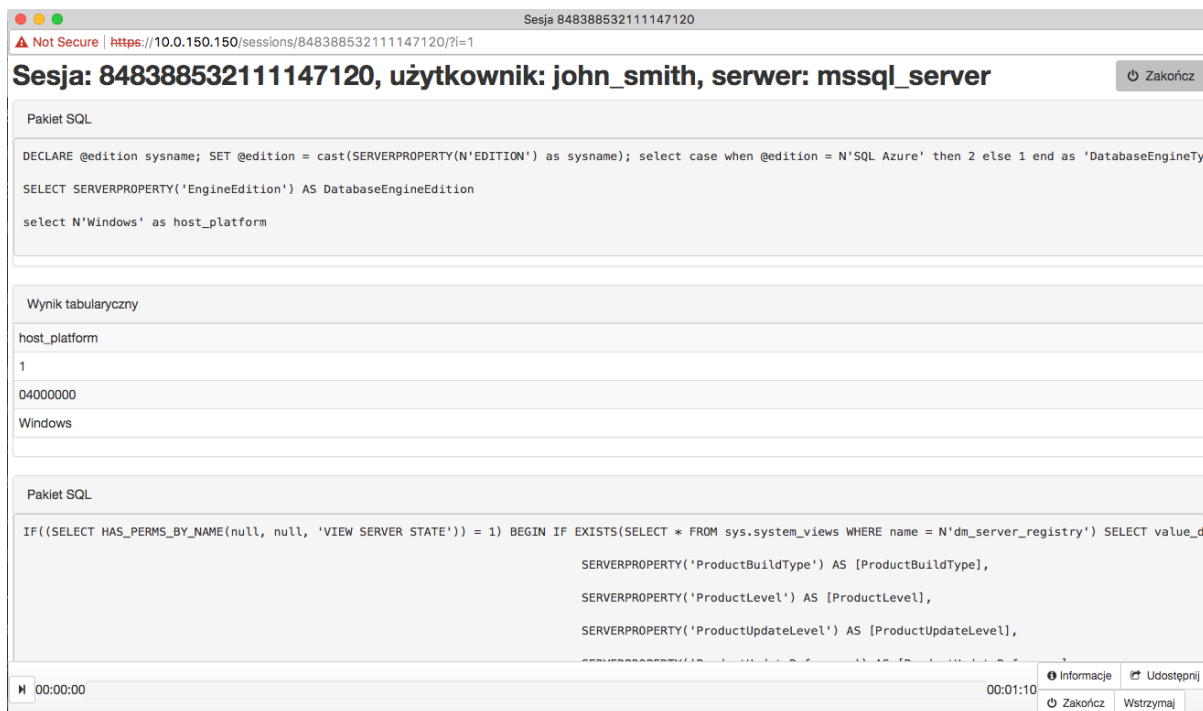 Sesja 848388532111147120
Not Secure | https://10.0.150.150/sessions/848388532111147120/?i=1
Sesja: 848388532111147120, użytkownik: john_smith, serwer: mssql_server
Zakończ
Pakiet SQL
DECLARE @edition sysname; SET @edition = cast(SERVERPROPERTY(N'EDITION') as sysname); select case when @edition = N'SQL Azure' then 2 else 1 end as 'DatabaseEngineTy
SELECT SERVERPROPERTY('EngineEdition') AS DatabaseEngineEdition
select N'Windows' as host_platform
Wynik tabularyczny
host_platform
1
04000000
Windows
Pakiet SQL
IF((SELECT HAS_PERMS_BY_NAME(null, null, 'VIEW SERVER STATE')) = 1) BEGIN IF EXISTS(SELECT * FROM sys.system_views WHERE name = N'dm_server_registry') SELECT value_d
SERVERPROPERTY('ProductBuildType') AS [ProductBuildType],
SERVERPROPERTY('ProductLevel') AS [ProductLevel],
SERVERPROPERTY('ProductUpdateLevel') AS [ProductUpdateLevel],
00:00:00
00:01:10
Informacje
Udostępnij
Zakończ
Wstrzymaj